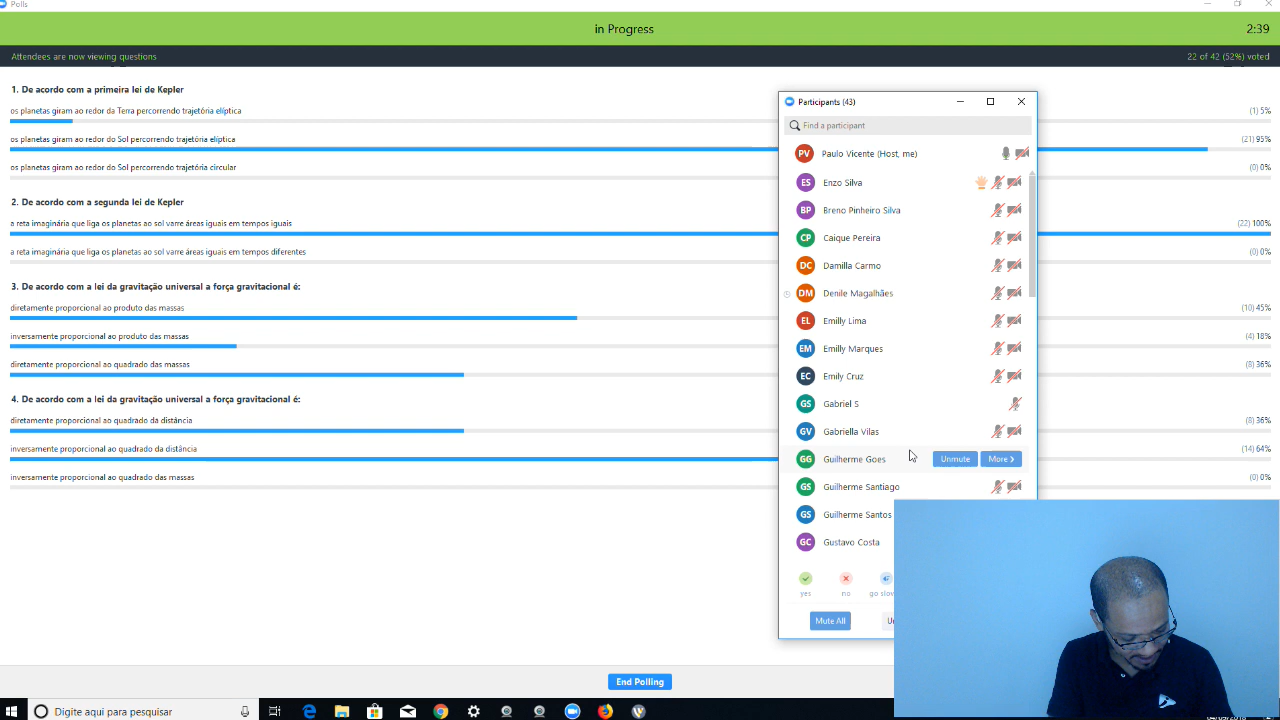 Polls
in Progress
2:39
Attendees are now viewing questions
22 of 42 (52%) voted
1. De acordo com a primeira lei de Kepler
os planetas giram ao redor da Terra percorrendo trajetória elíptica
(1) 5%
os planetas giram ao redor do Sol percorrendo trajetória elíptica
(21) 95%
os planetas giram ao redor do Sol percorrendo trajetória circular
(0) 0%
2. De acordo com a segunda lei de Kepler
a reta imaginária que liga os planetas ao sol varre áreas iguais em tempos iguais
(22) 100%
a reta imaginária que liga os planetas ao sol varre áreas iguais em tempos diferentes
(0) 0%
3. De acordo com a lei da gravitação universal a força gravitacional é:
diretamente proporcional ao produto das massas
(10) 45%
inversamente proporcional ao produto das massas
(4) 18%
diretamente proporcional ao quadrado das massas
(8) 36%
4. De acordo com a lei da gravitação universal a força gravitacional é:
diretamente proporcional ao quadrado da distância
(8) 36%
inversamente proporcional ao quadrado da distância
(14) 64%
inversamente proporcional ao quadrado das massas
(0) 0%
Participants (43)
Find a participant
PV Paulo Vicente (Host, me)
ES Enzo Silva
BP Breno Pinheiro Silva
CP Caique Pereira
DC Damilla Carmo
DM Denile Magalhães
EL Emilly Lima
EM Emilly Marques
EC Emily Cruz
GS Gabriel S
GV Gabriella Vilas
GG Guilherme Goes Unmute More
GS Guilherme Santiago
GS Guilherme Santos
GC Gustavo Costa
yes no go slow
Mute All
End Polling
Digite aqui para pesquisar